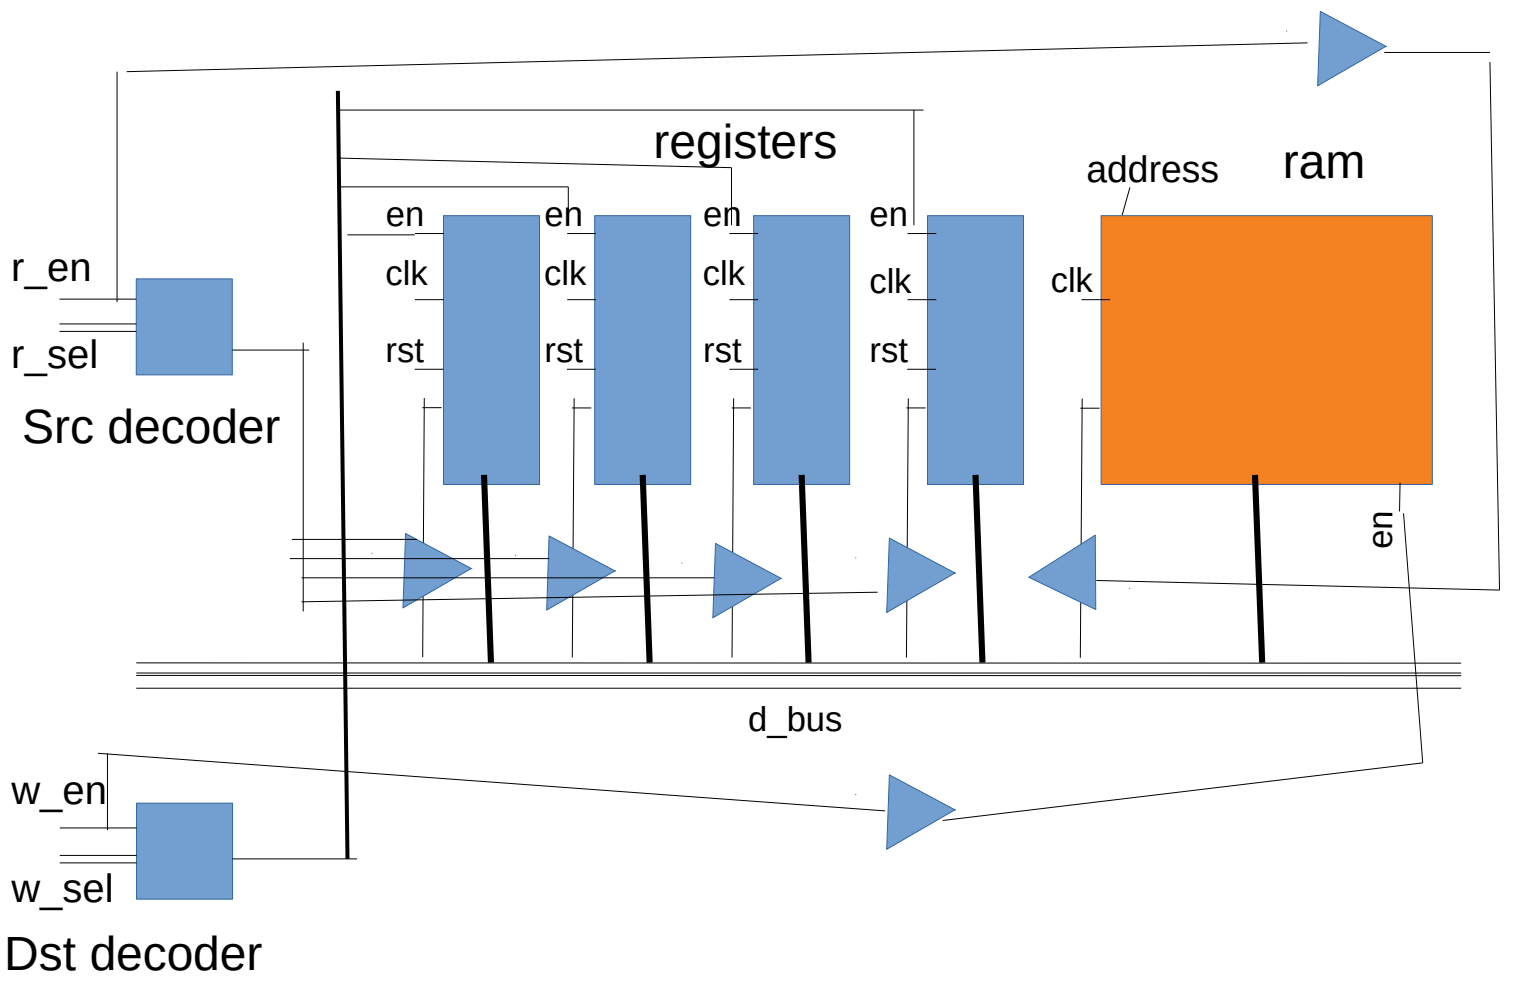 registers
address
ram
en
en
en
en
r_en
clk
clk
clk
clk
clk
r_sel
rst
rst
rst
rst
Src decoder
en
d_bus
w_en
w_sel
Dst decoder